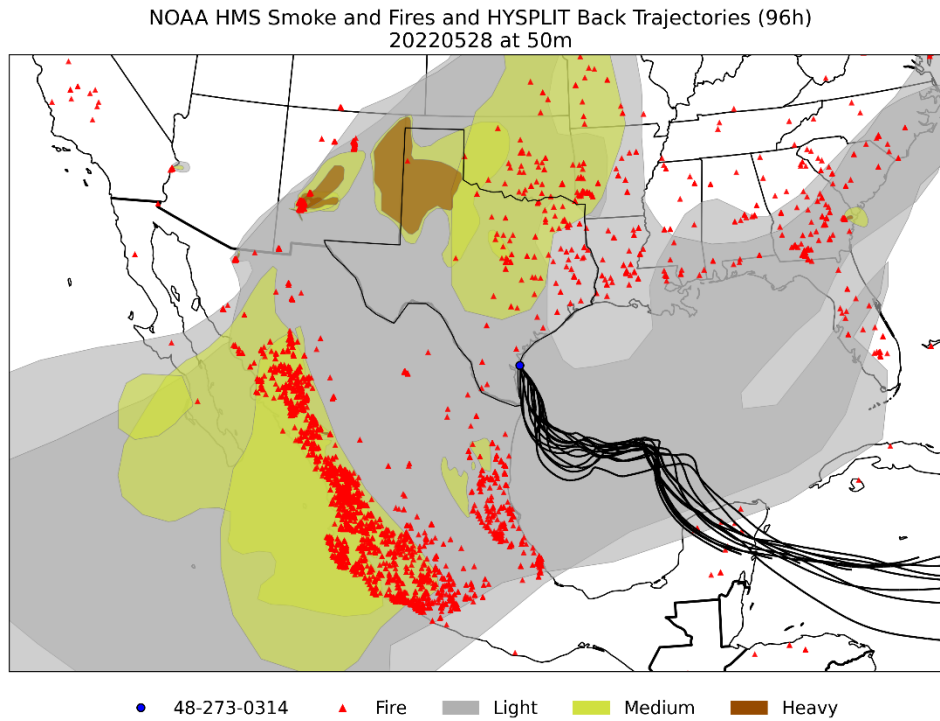 NOAA HMS Smoke and Fires and HYSPLIT Back Trajectories (96h)
20220528 at 50m
48-273-0314 Fire Light Medium Heavy